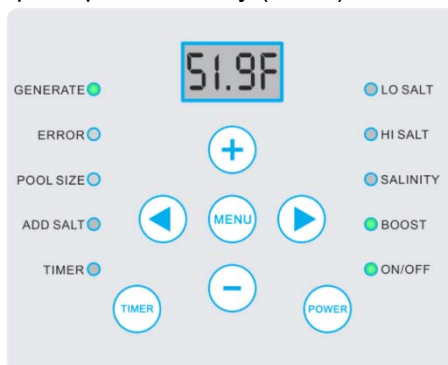 51.9F
GENERATE
LO SALT
ERROR
HI SALT
+
POOL SIZE
SALINITY
MENU
ADD SALT
BOOST
TIMER
ON/OFF
−
TIMER
POWER